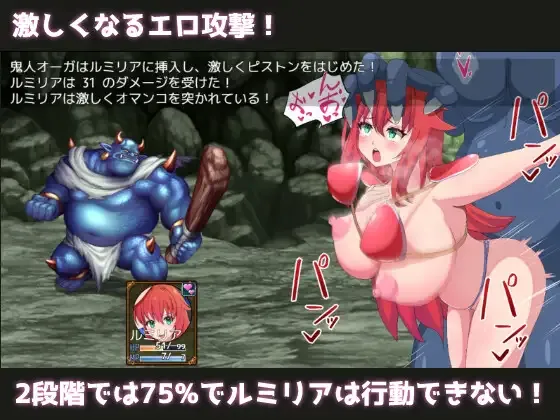 激しくなるエロ攻撃！
鬼人オーガはルミリアに挿入し、激しくピストンをはじめた！
ルミリアは 31 のダメージを受けた！
ルミリアは激しくオマンコを突かれている！
パン
パン
パン
ルミリア
2段階では75%でルミリアは行動できない！